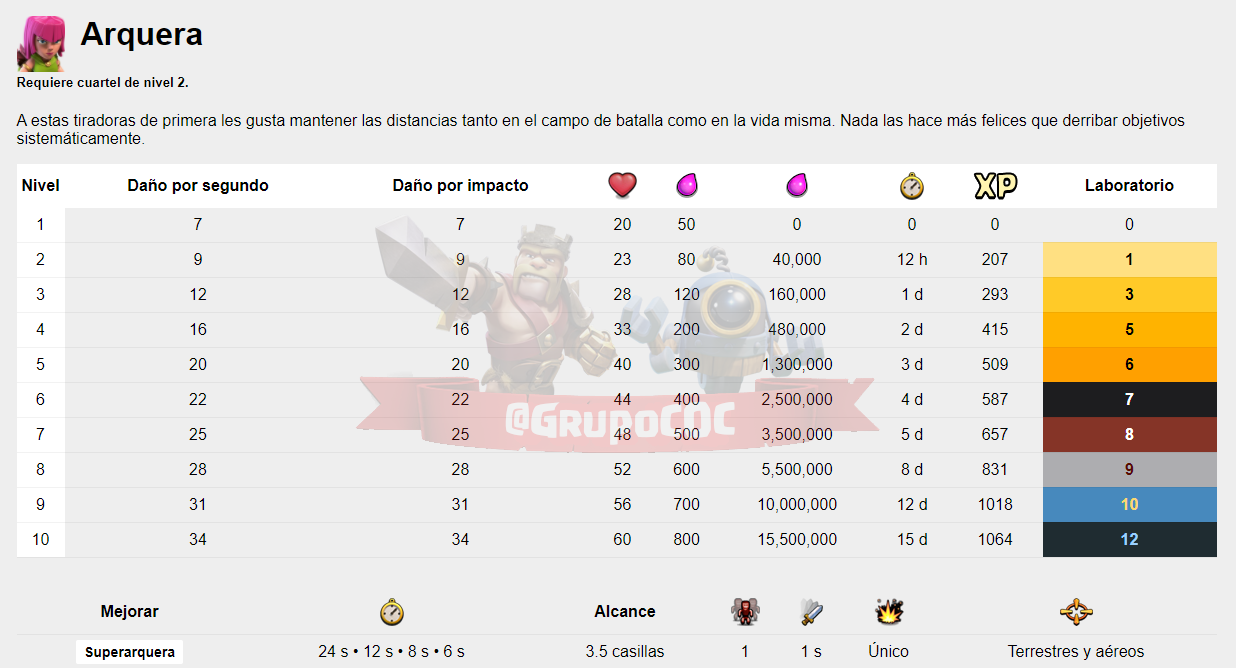 Arquera
Requiere cuartel de nivel 2.
A estas tiradoras de primera les gusta mantener las distancias tanto en el campo de batalla como en la vida misma. Nada las hace más felices que derribar objetivos
sistemáticamente.
Nivel Daño por segundo Daño por impacto XP Laboratorio
1 7 7 20 50 0 0 0 0
2 9 9 23 80 40,000 12 h 207 1
3 12 12 28 120 160,000 1 d 293 3
4 16 16 33 200 480,000 2 d 415 5
5 20 20 40 300 1,300,000 3 d 509 6
6 22 22 44 400 2,500,000 4 d 587 7
@GRUPOCOC
7 25 25 48 500 3,500,000 5 d 657 8
8 28 28 52 600 5,500,000 8 d 831 9
9 31 31 56 700 10,000,000 12 d 1018 10
10 34 34 60 800 15,500,000 15 d 1064 12
Mejorar Alcance
Superarquera 24 s • 12 s • 8 s • 6 s 3.5 casillas 1 1 s Único Terrestres y aéreos